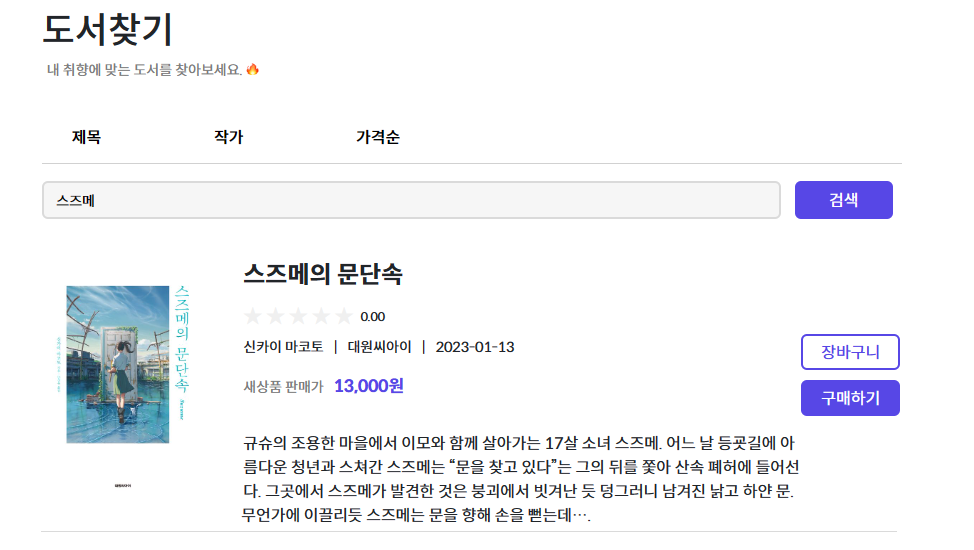 도서찾기
내 취향에 맞는 도서를 찾아보세요. 🔥
제목 작가 가격순
스즈메 검색
스즈메의 문단속
스즈메의 문단속
0.00
신카이 마코토 | 대원씨아이 | 2023-01-13
장바구니
새상품 판매가 13,000원
구매하기
규슈의 조용한 마을에서 이모와 함께 살아가는 17살 소녀 스즈메. 어느 날 등굣길에 아
름다운 청년과 스쳐간 스즈메는 “문을 찾고 있다”는 그의 뒤를 쫓아 산속 폐허에 들어선
다. 그곳에서 스즈메가 발견한 것은 붕괴에서 빗겨난 듯 덩그러니 남겨진 낡고 하얀 문.
무언가에 이끌리듯 스즈메는 문을 향해 손을 뻗는데….
대원씨아이